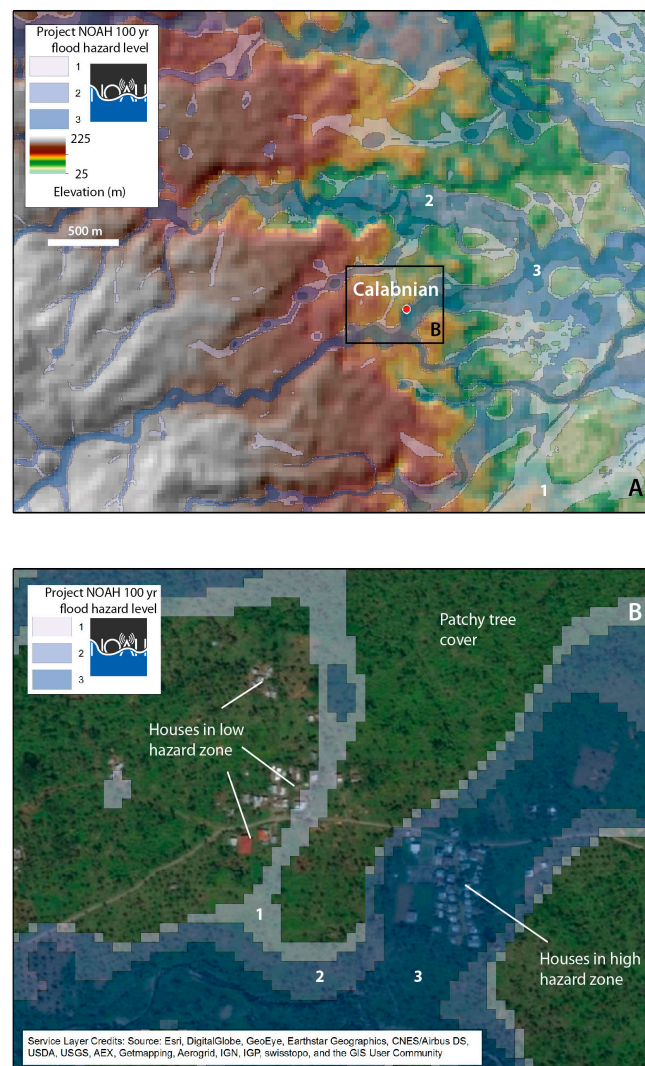 Project NOAH 100 yr
flood hazard level
1
2
3
NOAH
225
25
Elevation (m)
500 m
2
3
Calabnian
B
1
A
Project NOAH 100 yr
flood hazard level
1
2
3
NOAH
B
Patchy tree
cover
Houses in low
hazard zone
1
2
3
Houses in high
hazard zone
Service Layer Credits: Source: Esri, DigitalGlobe, GeoEye, Earthstar Geographics, CNES/Airbus DS,
USDA, USGS, AEX, Getmapping, Aerogrid, IGN, IGP, swisstopo, and the GIS User Community